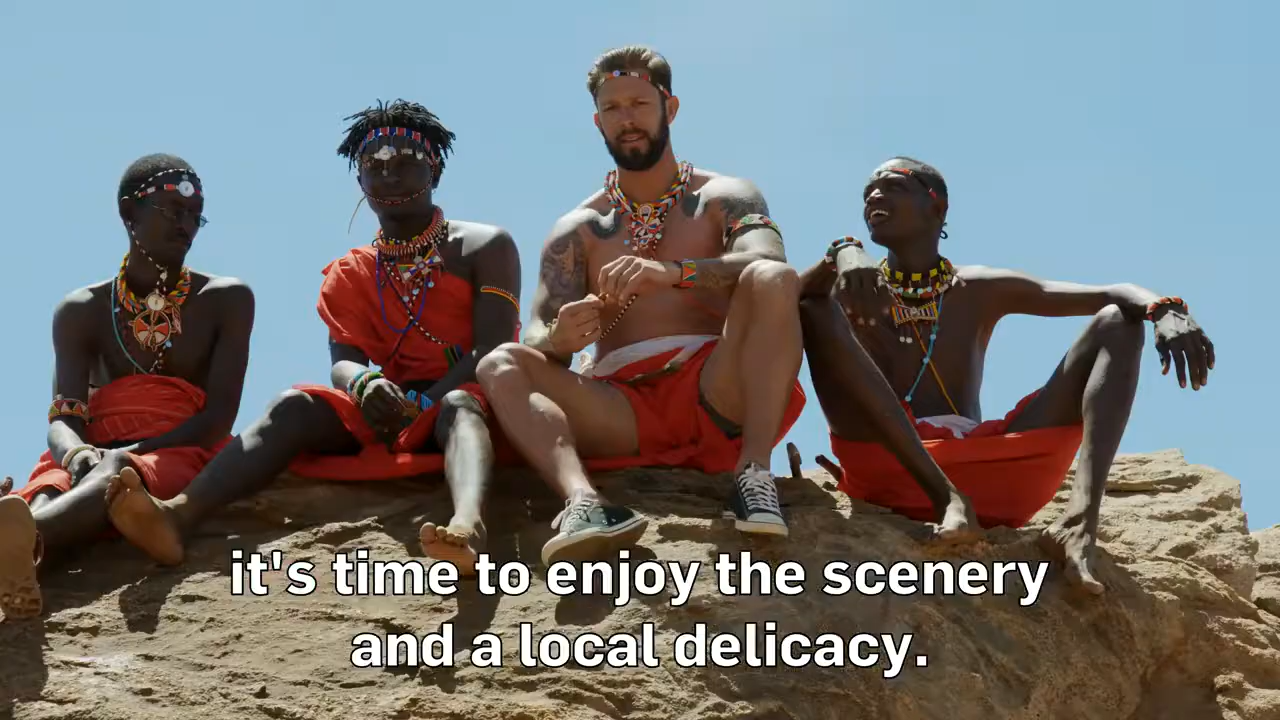 it's time to enjoy the scenery
and a local delicacy.